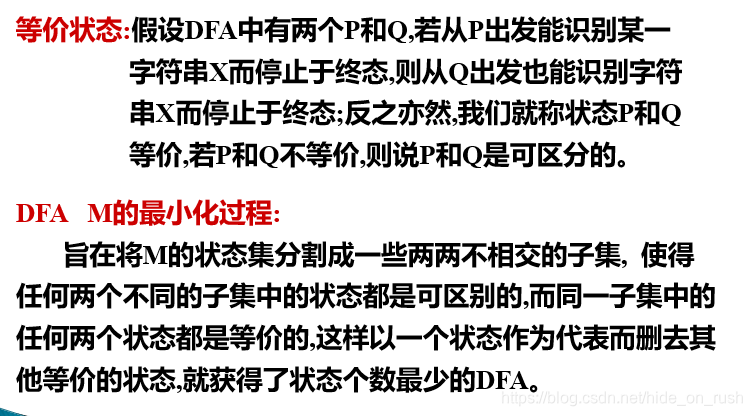 等价状态:假设DFA中有两个P和Q,若从P出发能识别某一
字符串X而停止于终态,则从Q出发也能识别字符
串X而停止于终态;反之亦然,我们就称状态P和Q
等价,若P和Q不等价,则说P和Q是可区分的。
DFA M的最小化过程:
旨在将M的状态集分割成一些两两不相交的子集, 使得
任何两个不同的子集中的状态都是可区别的,而同一子集中的
任何两个状态都是等价的,这样以一个状态作为代表而删去其
他等价的状态,就获得了状态个数最少的DFA。
https://blog.csdn.net/hide_on_rush